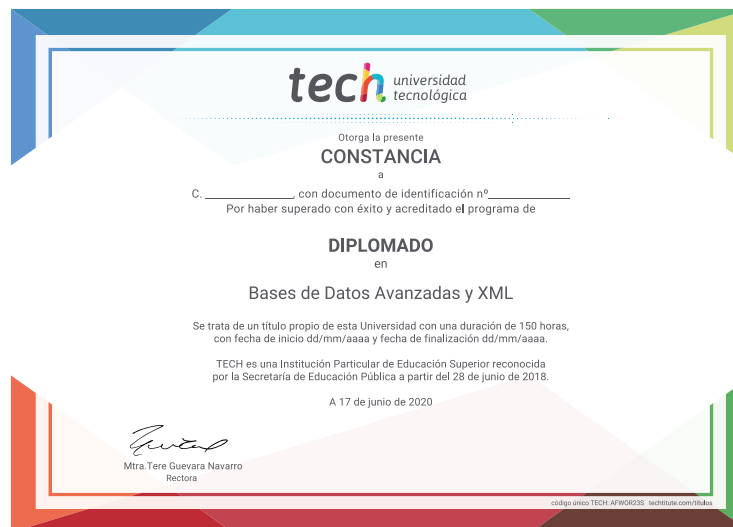 tech universidad
tecnológica
Otorga la presente
CONSTANCIA
a
C. ______________, con documento de identificación nº_____________
Por haber superado con éxito y acreditado el programa de
DIPLOMADO
en
Bases de Datos Avanzadas y XML
Se trata de un título propio de esta Universidad con una duración de 150 horas,
con fecha de inicio dd/mm/aaaa y fecha de finalización dd/mm/aaaa.
TECH es una Institución Particular de Educación Superior reconocida
por la Secretaría de Educación Pública a partir del 28 de junio de 2018.
A 17 de junio de 2020
Mtra.Tere Guevara Navarro
Rectora
código único TECH: AFWOR23S techtitute.com/titulos